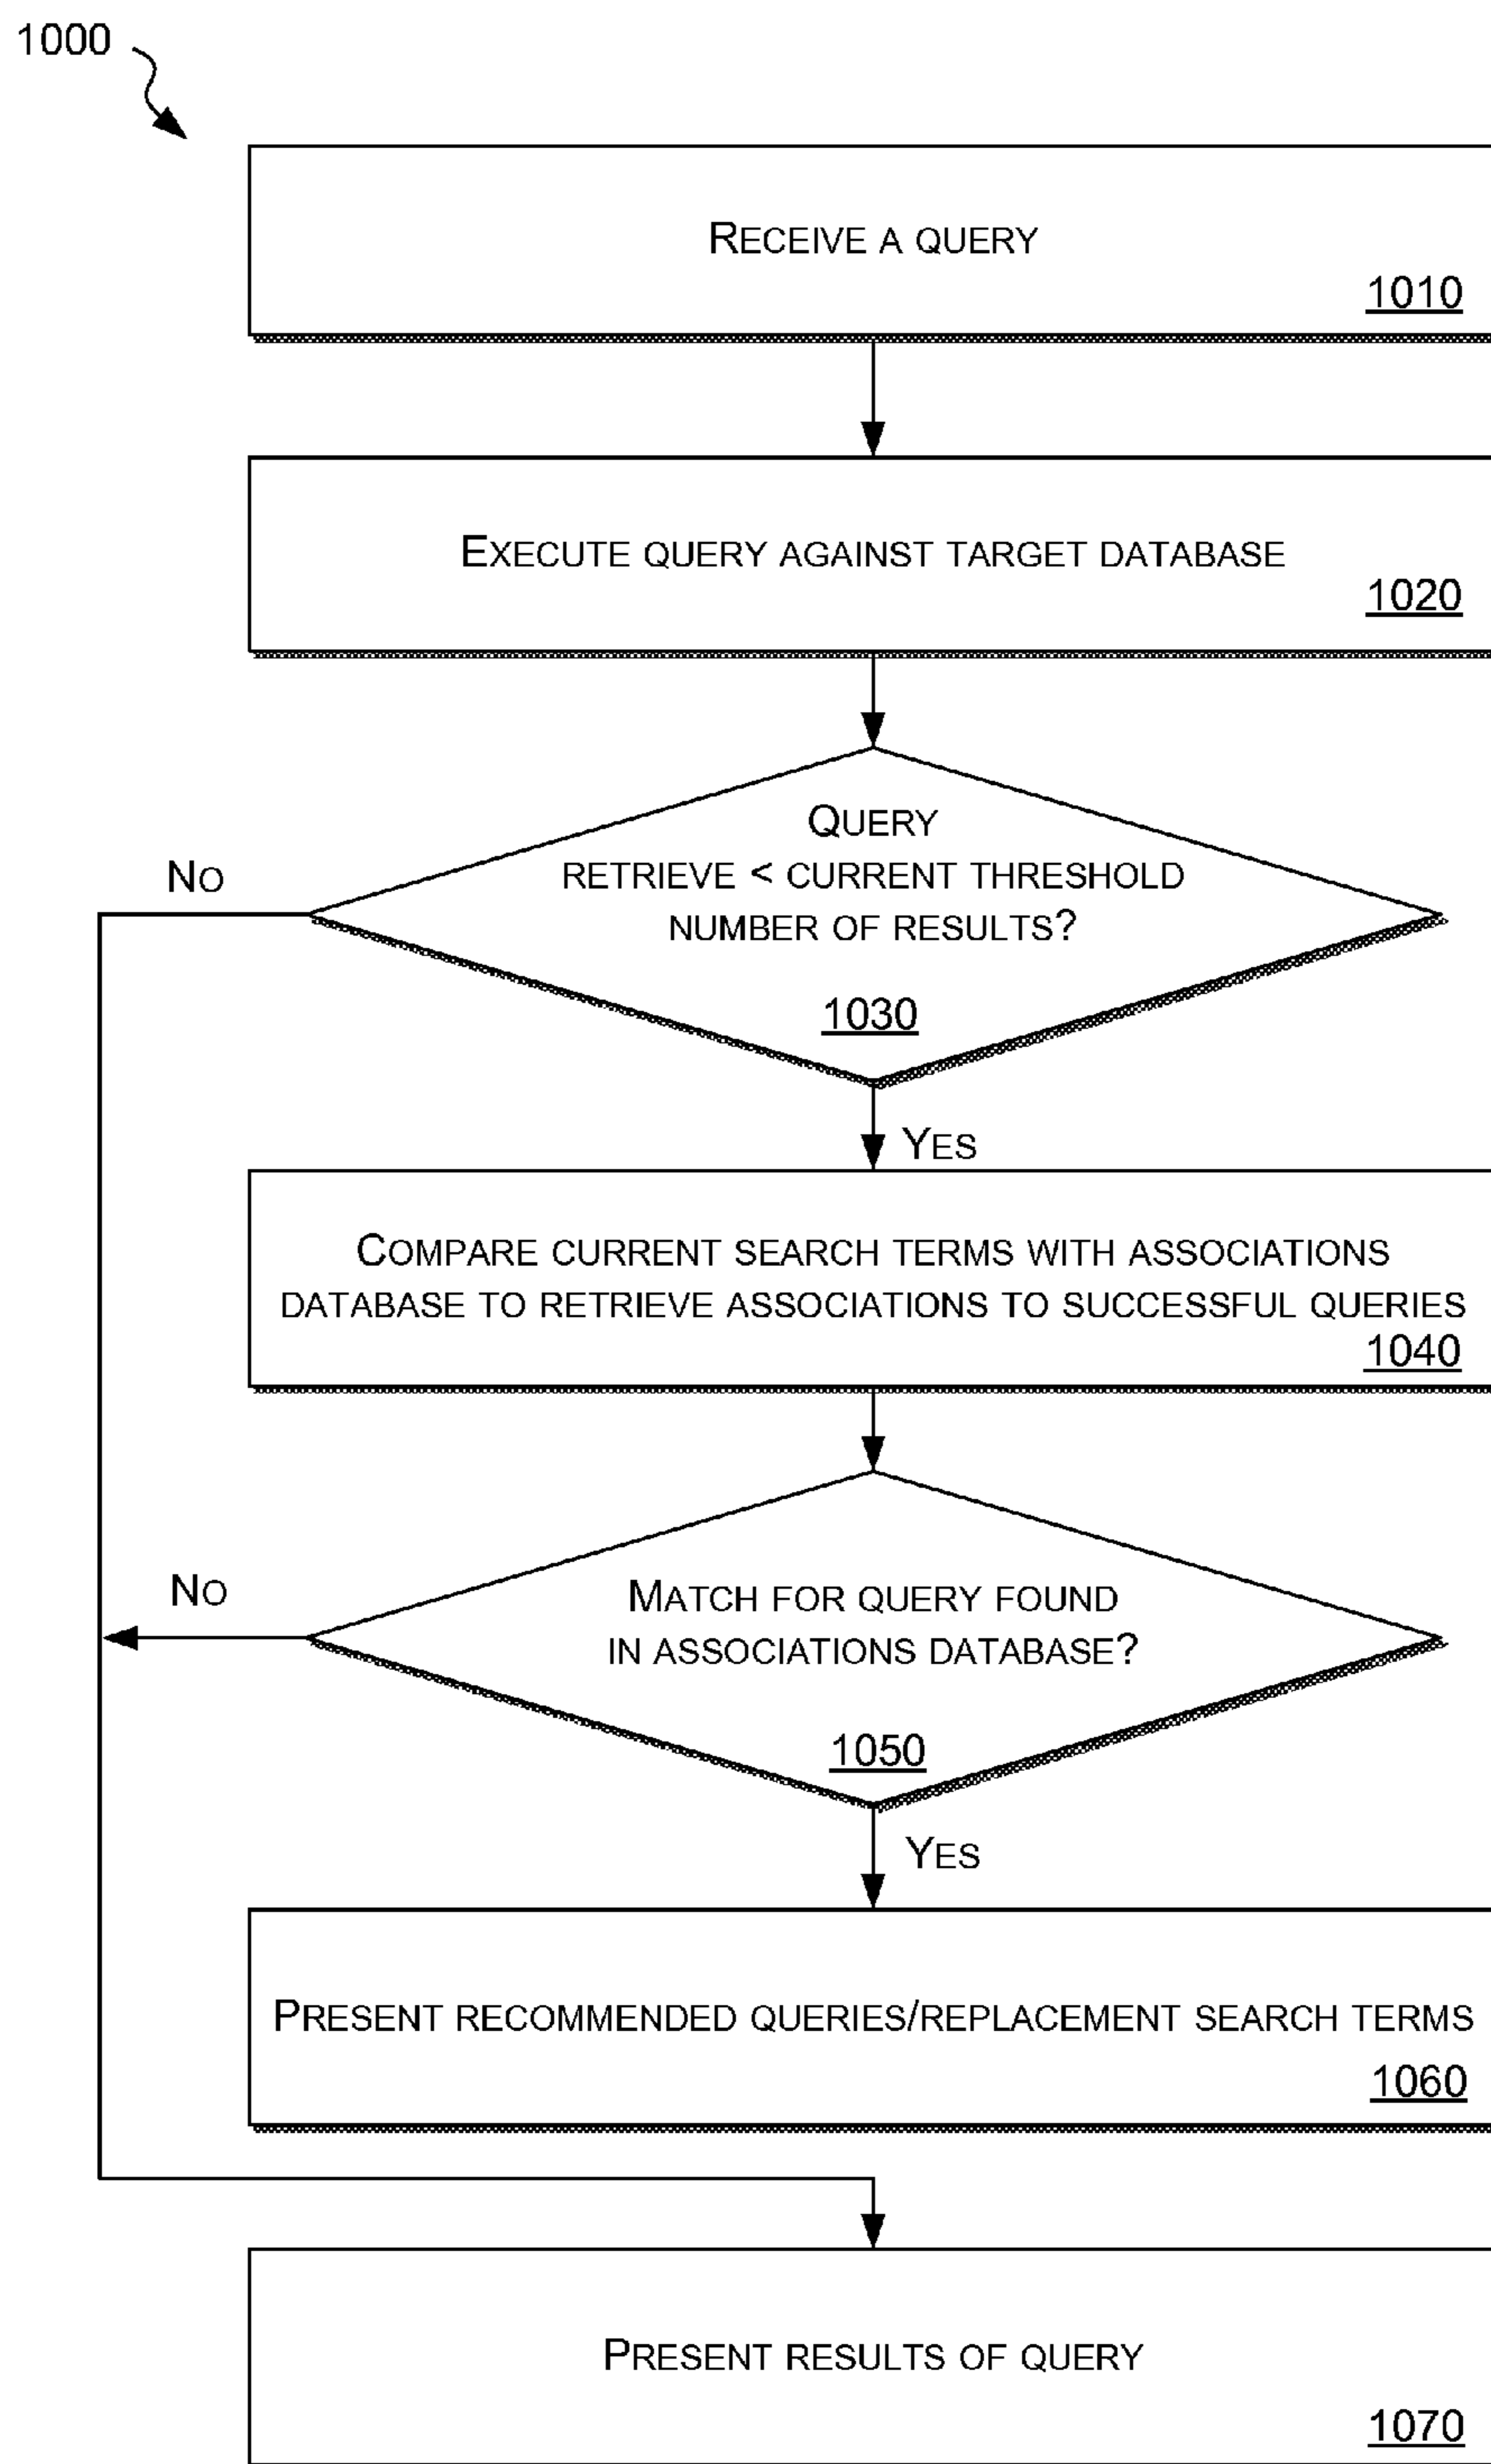 1000
RECEIVE A QUERY
1010
EXECUTE QUERY AGAINST TARGET DATABASE
1020
QUERY
RETRIEVE < CURRENT THRESHOLD
NUMBER OF RESULTS?
NO
1030
YES
COMPARE CURRENT SEARCH TERMS WITH ASSOCIATIONS
DATABASE TO RETRIEVE ASSOCIATIONS TO SUCCESSFUL QUERIES
1040
NO
MATCH FOR QUERY FOUND
IN ASSOCIATIONS DATABASE?
1050
YES
PRESENT RECOMMENDED QUERIES/REPLACEMENT SEARCH TERMS
1060
PRESENT RESULTS OF QUERY
1070